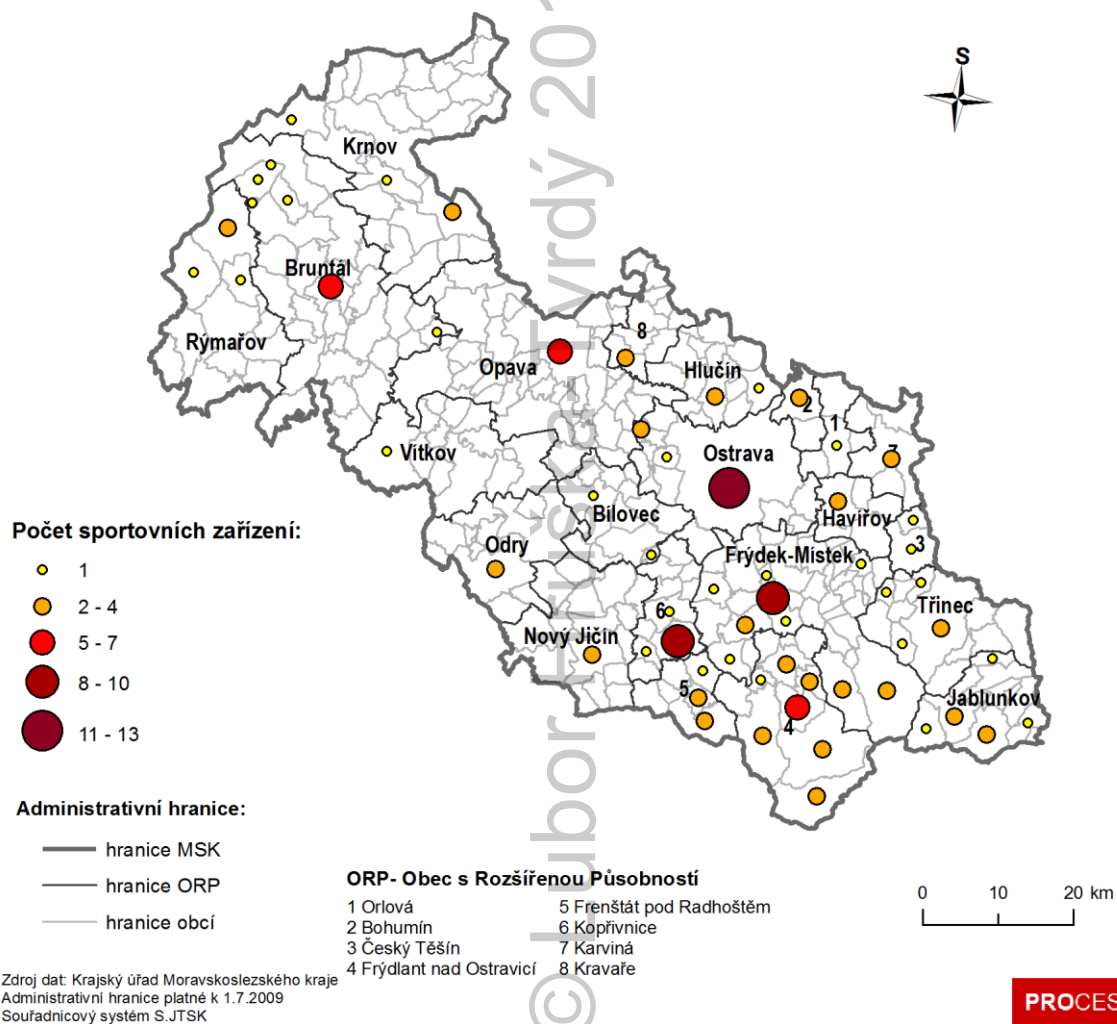 S
Krnov
Bruntál
Rýmařov
8
Opava
Hlučín
2
1
Vítkov
Ostrava
7
Bílovec
Havířov
Odry
3
Frýdek-Místek
6
Třinec
Nový Jičín
5
Jablunkov
4
Počet sportovních zařízení:
1
2 - 4
5 - 7
8 - 10
11 - 13
Administrativní hranice:
hranice MSK
hranice ORP
hranice obcí
ORP- Obec s Rozšířenou Působností
1 Orlová
2 Bohumín
3 Český Těšín
4 Frýdlant nad Ostravicí
5 Frenštát pod Radhoštěm
6 Kopřivnice
7 Karviná
8 Kravaře
0 10 20 km
Zdroj dat: Krajský úřad Moravskoslezského kraje
Administrativní hranice platné k 1.7.2009
Souřadnicový systém S.JTSK
PROCES
© Lubor Hruška-Tvrdý 201